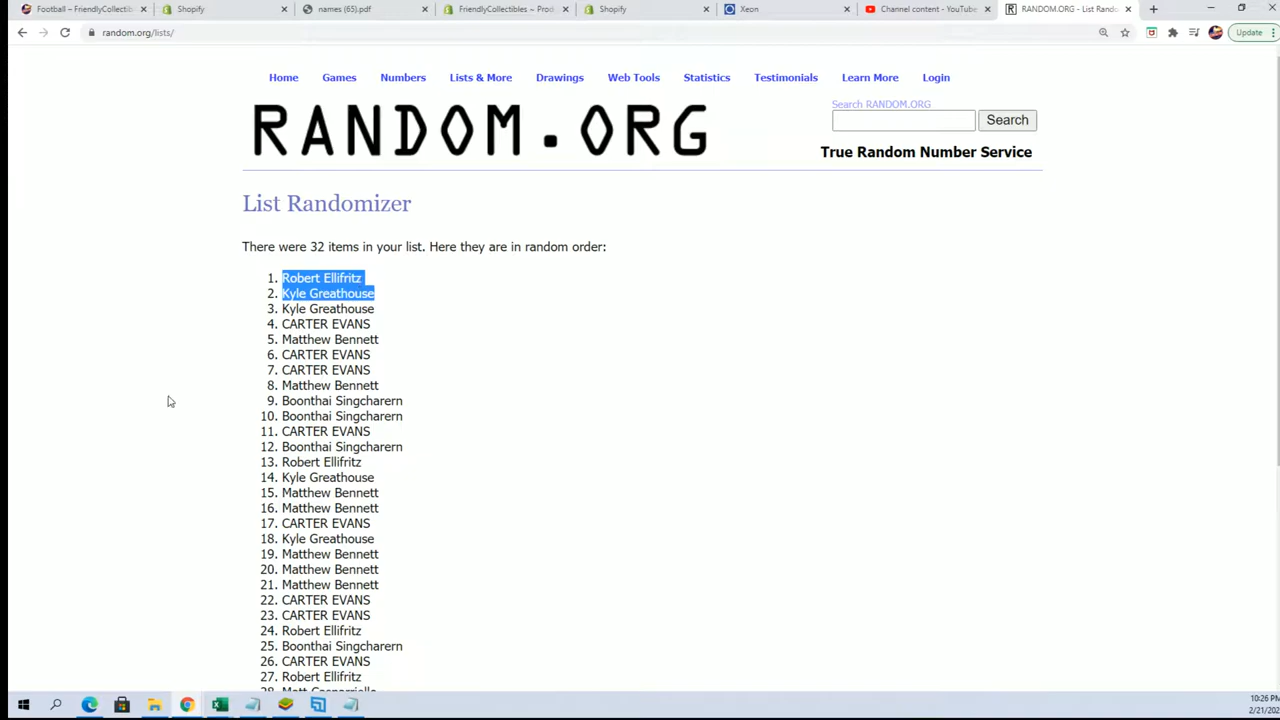 Football – FriendlyCollectib
Shopify
names (65).pdf
FriendlyCollectibles ~ Prod
Shopify
Xeon
Channel content - YouTube
RANDOM.ORG - List Rando
random.org/lists/
Update
Home Games Numbers Lists & More Drawings Web Tools Statistics Testimonials Learn More Login
RANDOM.ORG
Search RANDOM.ORG
Search
True Random Number Service
List Randomizer
There were 32 items in your list. Here they are in random order:
1. Robert Ellifritz
2. Kyle Greathouse
3. Kyle Greathouse
4. CARTER EVANS
5. Matthew Bennett
6. CARTER EVANS
7. CARTER EVANS
8. Matthew Bennett
9. Boonthai Singcharern
10. Boonthai Singcharern
11. CARTER EVANS
12. Boonthai Singcharern
13. Robert Ellifritz
14. Kyle Greathouse
15. Matthew Bennett
16. Matthew Bennett
17. CARTER EVANS
18. Kyle Greathouse
19. Matthew Bennett
20. Matthew Bennett
21. Matthew Bennett
22. CARTER EVANS
23. CARTER EVANS
24. Robert Ellifritz
25. Boonthai Singcharern
26. CARTER EVANS
27. Robert Ellifritz
10:26 PM
2/21/202